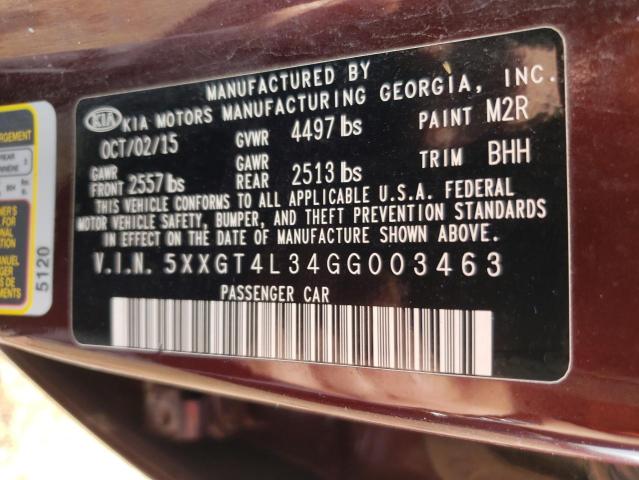 MANUFACTURED BY
KIA KIA MOTORS MANUFACTURING GEORGIA, INC.
OCT/02/15 GVWR 4497 lbs PAINT M2R
GAWR FRONT 2557 lbs GAWR REAR 2513 lbs TRIM BHH
THIS VEHICLE CONFORMS TO ALL APPLICABLE U.S.A. FEDERAL
MOTOR VEHICLE SAFETY, BUMPER, AND THEFT PREVENTION STANDARDS
IN EFFECT ON THE DATE OF MANUFACTURE SHOWN ABOVE.
V.I.N. 5XXGT4L34GG003463
PASSENGER CAR
REAR
5120